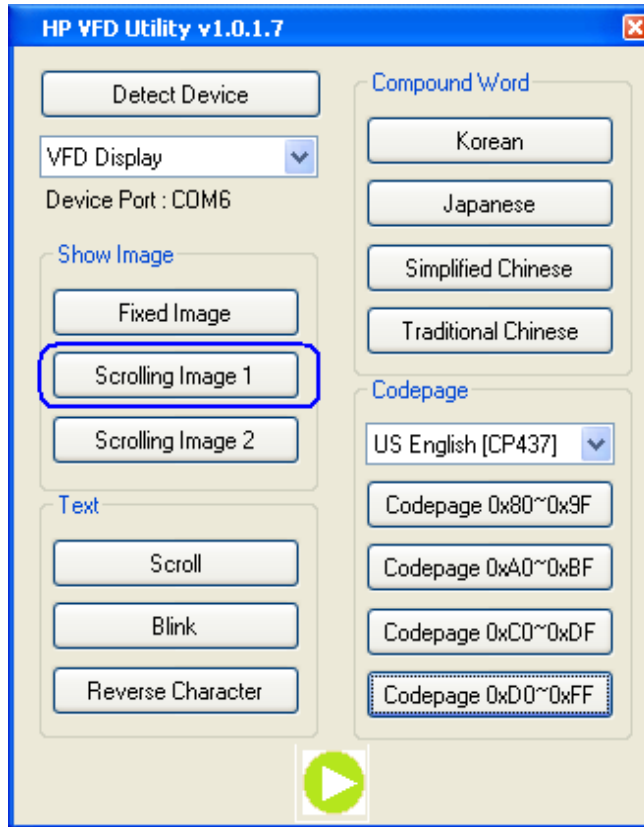 HP VFD Utility v1.0.1.7
Detect Device
VFD Display
Device Port : COM6
Show Image
Fixed Image
Scrolling Image 1
Scrolling Image 2
Text
Scroll
Blink
Reverse Character
Compound Word
Korean
Japanese
Simplified Chinese
Traditional Chinese
Codepage
US English [CP437]
Codepage 0x80~0x9F
Codepage 0xA0~0xBF
Codepage 0xC0~0xDF
Codepage 0xD0~0xFF